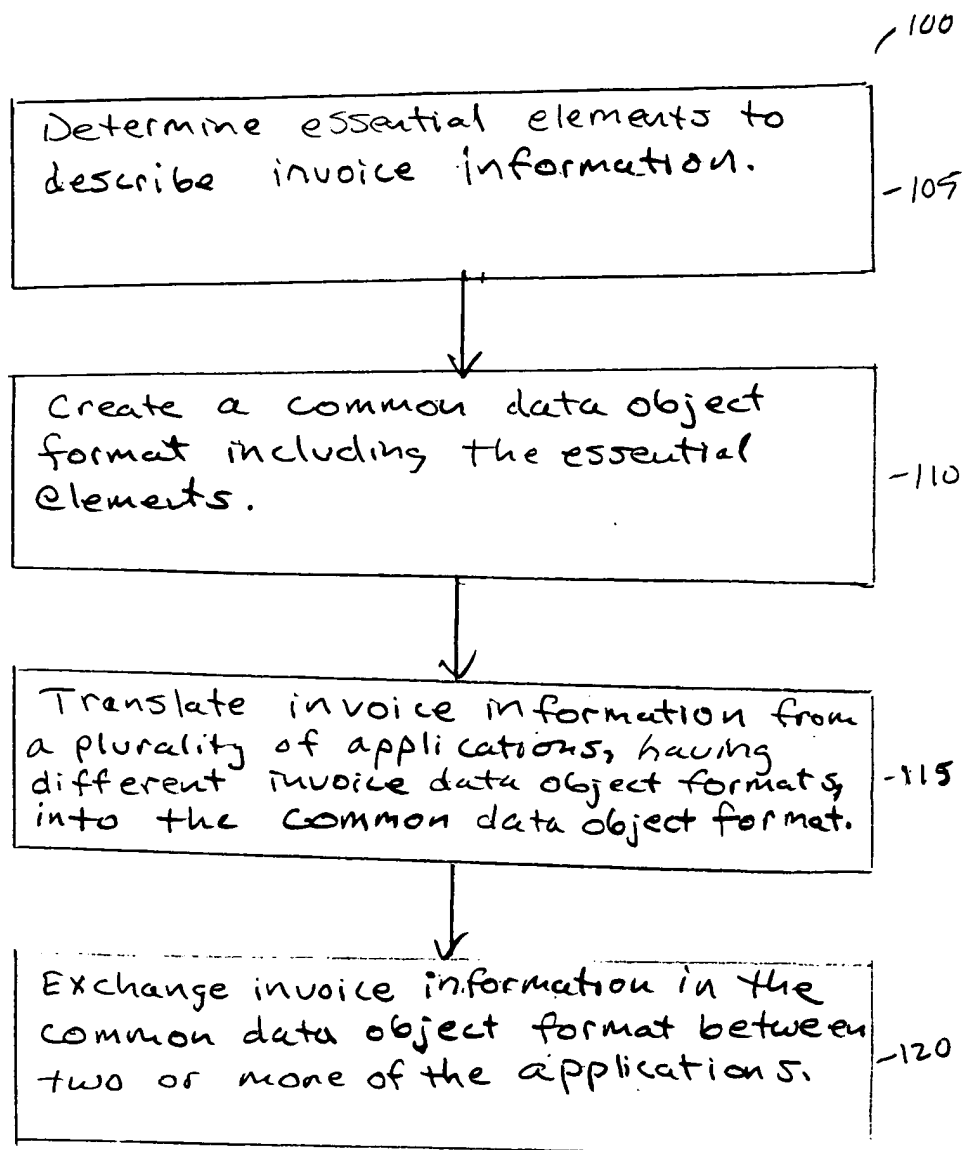 100
Determine essential elements to
describe invoice information.
-105
Create a common data object
format including the essential
elements.
-110
Translate invoice information from
a plurality of applications, having
different invoice data object formats,
into the common data object format.
-115
Exchange invoice information in the
common data object format between
two or more of the applications.
-120